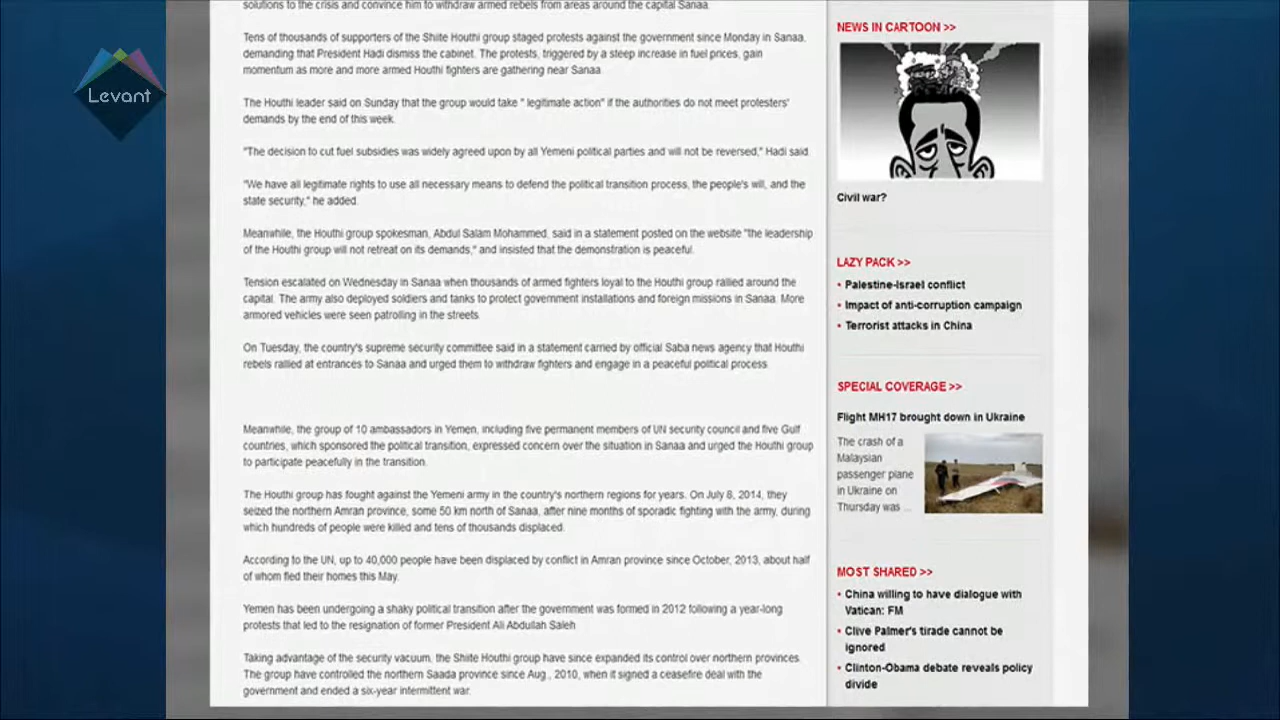 solutions to the crisis and convince him to withdraw armed rebels from areas around the capital Sanaa.
Tens of thousands of supporters of the Shiite Houthi group staged protests against the government since Monday in Sanaa,
demanding that President Hadi dismiss the cabinet. The protests, triggered by a steep increase in fuel prices, gain
momentum as more and more armed Houthi fighters are gathering near Sanaa.
The Houthi leader said on Sunday that the group would take " legitimate action" if the authorities do not meet protesters'
demands by the end of this week.
"The decision to cut fuel subsidies was widely agreed upon by all Yemeni political parties and will not be reversed," Hadi said.
"We have all legitimate rights to use all necessary means to defend the political transition process, the people's will, and the
state security," he added.
Meanwhile, the Houthi group spokesman, Abdul Salam Mohammed, said in a statement posted on the website "the leadership
of the Houthi group will not retreat on its demands," and insisted that the demonstration is peaceful.
Tension escalated on Wednesday in Sanaa when thousands of armed fighters loyal to the Houthi group rallied around the
capital. The army also deployed soldiers and tanks to protect government installations and foreign missions in Sanaa. More
armored vehicles were seen patrolling in the streets.
On Tuesday, the country's supreme security committee said in a statement carried by official Saba news agency that Houthi
rebels rallied at entrances to Sanaa and urged them to withdraw fighters and engage in a peaceful political process.
Meanwhile, the group of 10 ambassadors in Yemen, including five permanent members of UN security council and five Gulf
countries, which sponsored the political transition, expressed concern over the situation in Sanaa and urged the Houthi group
to participate peacefully in the transition.
The Houthi group has fought against the Yemeni army in the country's northern regions for years. On July 8, 2014, they
seized the northern Amran province, some 50 km north of Sanaa, after nine months of sporadic fighting with the army, during
which hundreds of people were killed and tens of thousands displaced.
According to the UN, up to 40,000 people have been displaced by conflict in Amran province since October, 2013, about half
of whom fled their homes this May.
Yemen has been undergoing a shaky political transition after the government was formed in 2012 following a year-long
protests that led to the resignation of former President Ali Abdullah Saleh.
Taking advantage of the security vacuum, the Shiite Houthi group have since expanded its control over northern provinces.
The group have controlled the northern Saada province since Aug., 2010, when it signed a ceasefire deal with the
government and ended a six-year intermittent war.
NEWS IN CARTOON >>
Civil war?
LAZY PACK >>
• Palestine-Israel conflict
• Impact of anti-corruption campaign
• Terrorist attacks in China
SPECIAL COVERAGE >>
Flight MH17 brought down in Ukraine
The crash of a
Malaysian
passenger plane
in Ukraine on
Thursday was ...
MOST SHARED >>
• China willing to have dialogue with
Vatican: FM
• Clive Palmer's tirade cannot be
ignored
• Clinton-Obama debate reveals policy
divide
Levant